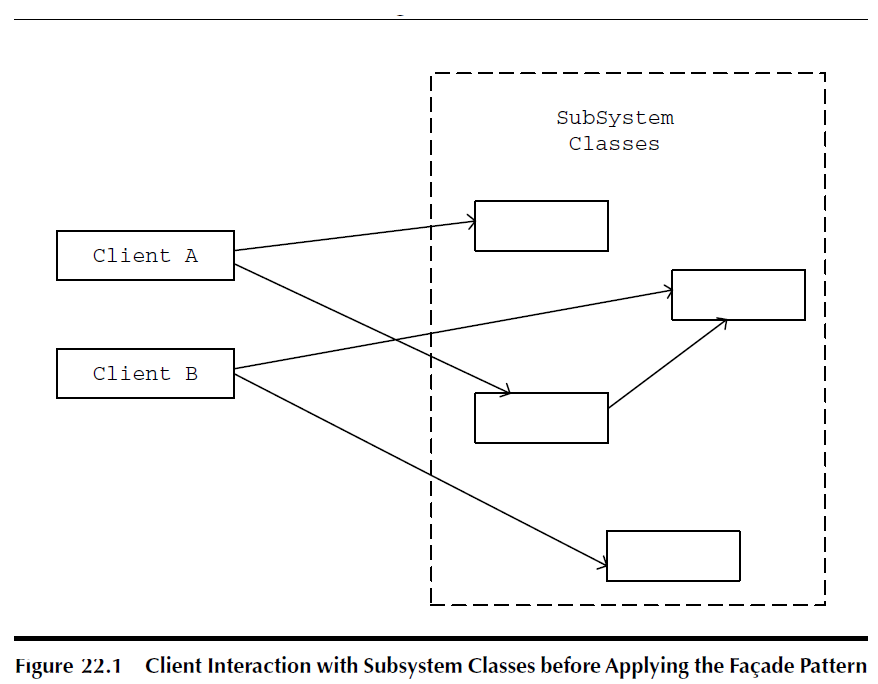 SubSystem
Classes
Client A
Client B
Figure 22.1 Client Interaction with Subsystem Classes before Applying the Façade Pattern